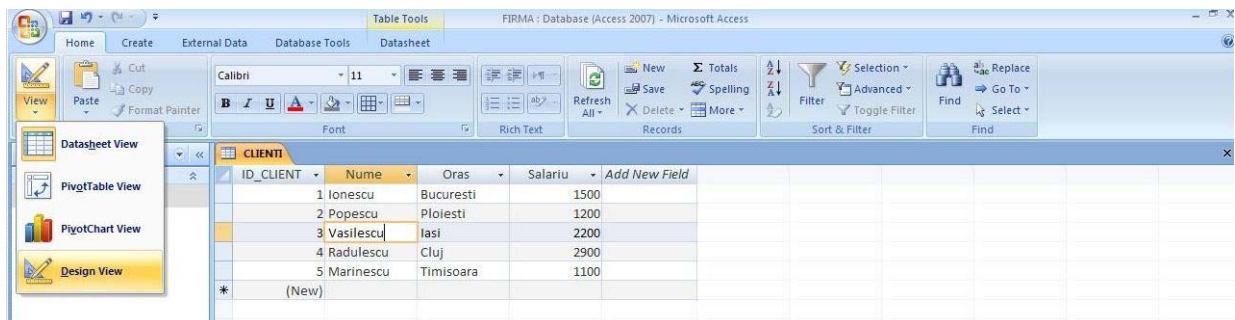 Table Tools
FIRMA : Database (Access 2007) - Microsoft Access
Home Create External Data Database Tools Datasheet
View
Paste
Cut
Copy
Format Painter
Calibri 11
B I U A
Font
Rich Text
Refresh All
New
Save
Delete
Σ Totals
Spelling
More
Records
Filter
Selection
Advanced
Toggle Filter
Sort & Filter
Find
Replace
Go To
Select
Find
Datasheet View
PivotTable View
PivotChart View
Design View
CLIENTI
ID_CLIENT Nume Oras Salariu Add New Field
1 Ionescu Bucuresti 1500
2 Popescu Ploiesti 1200
3 Vasilescu Iasi 2200
4 Radulescu Cluj 2900
5 Marinescu Timisoara 1100
* (New)